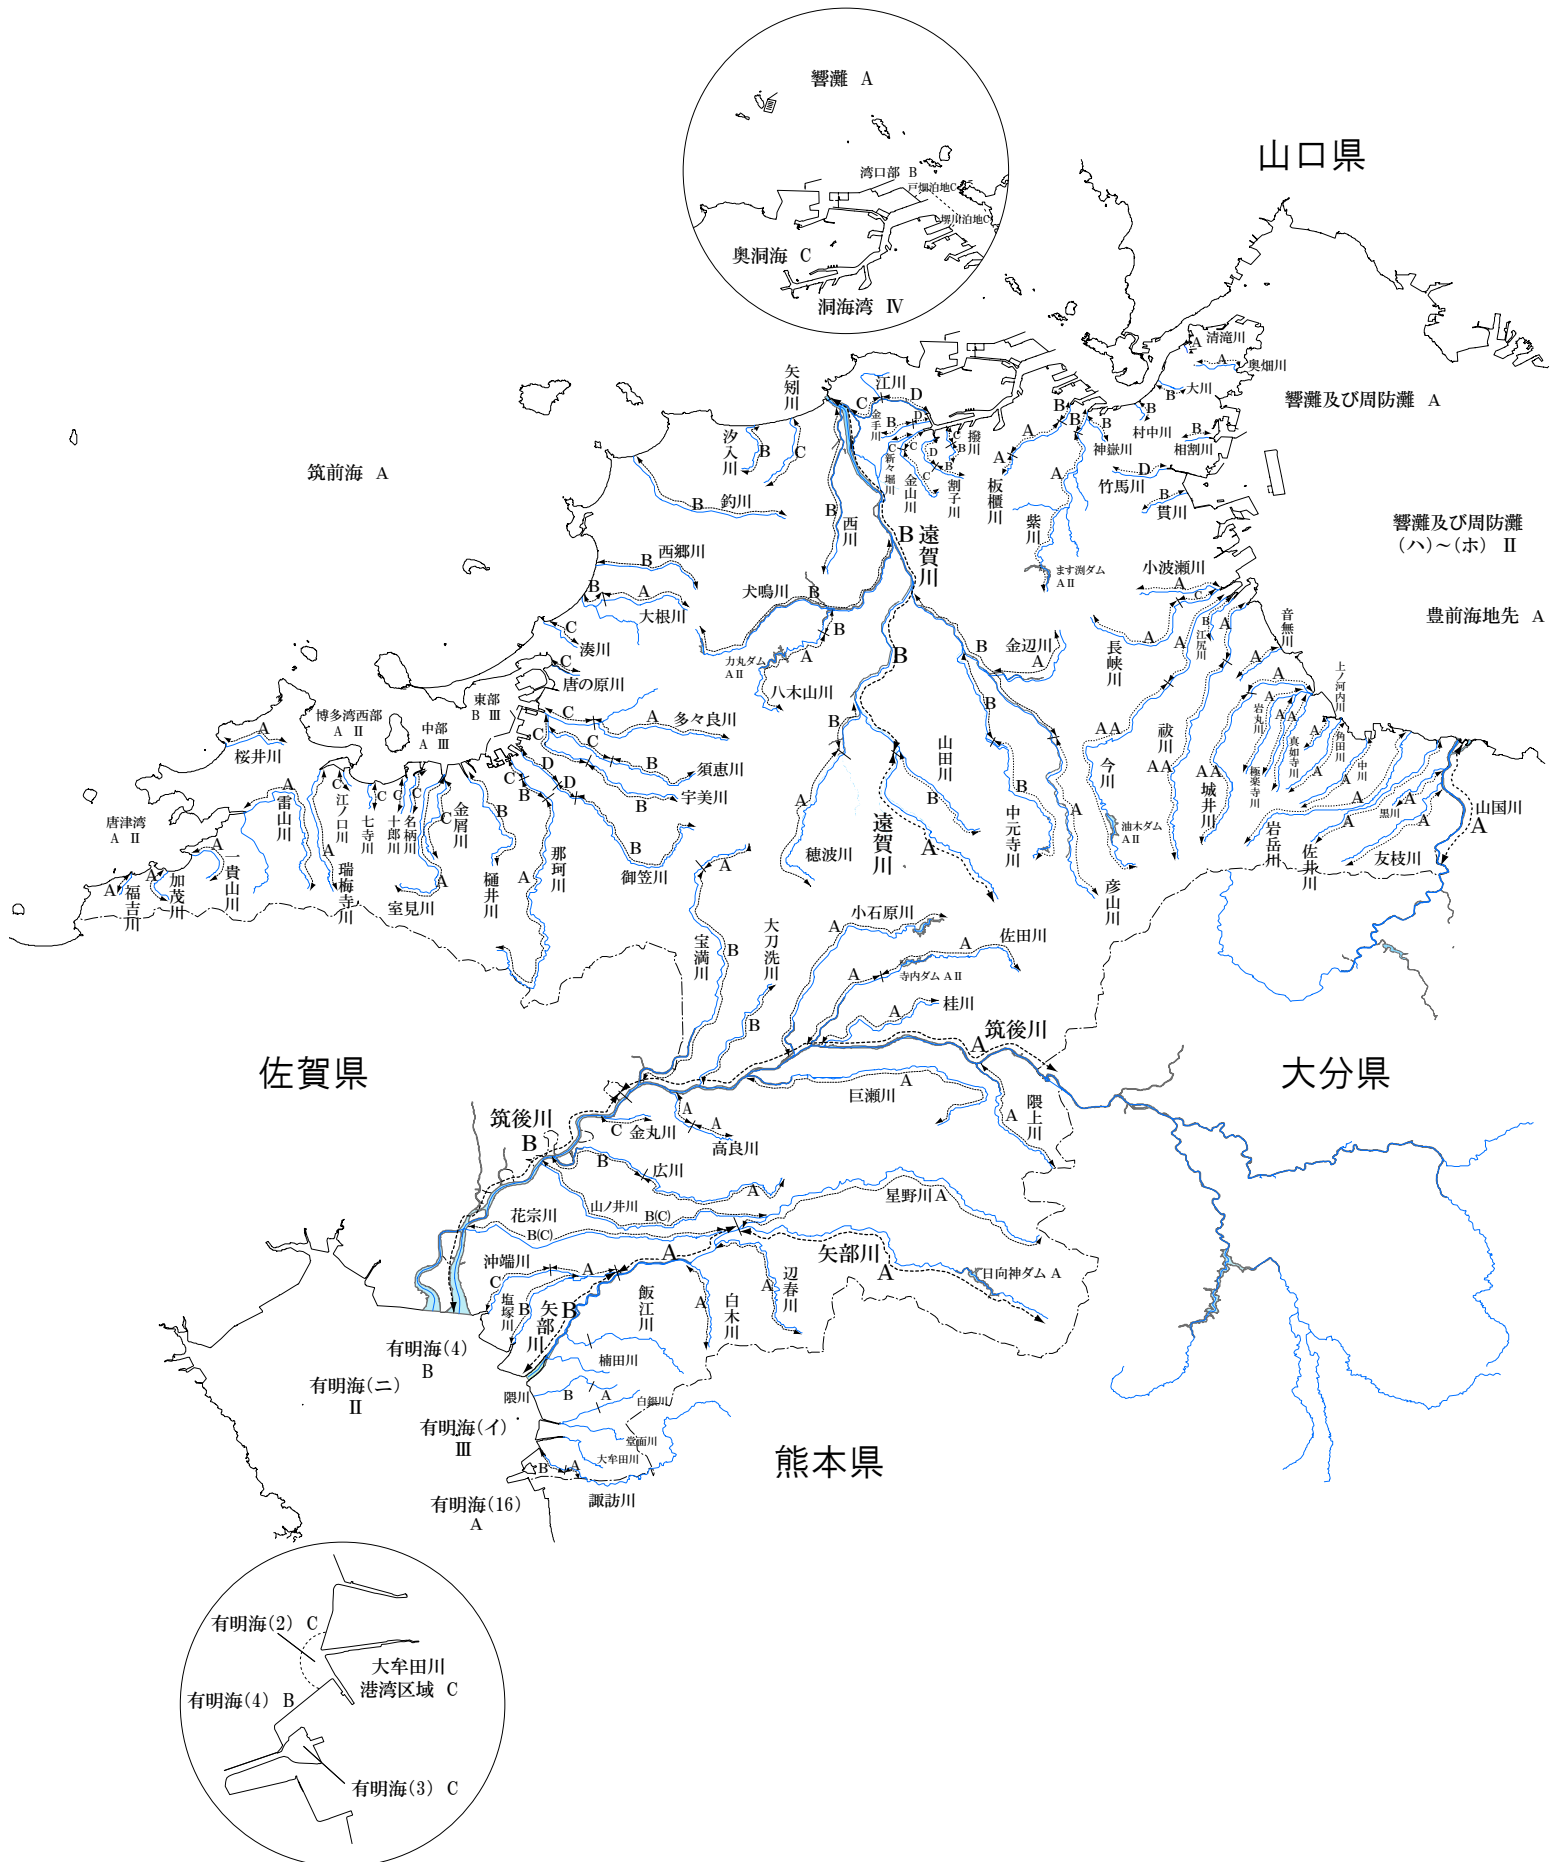 響灘 A
湾口部 B
戸畑泊地C
堺川泊地C
奥洞海 C
洞海湾 Ⅳ
山口県
清滝川
A
奥畑川
A
大川
B
響灘及び周防灘 A
村中川
B
相割川
B
神嶽川
B
B
B
竹馬川
D
貫川
B
響灘及び周防灘
(ハ)~(ホ) Ⅱ
豊前海地先 A
筑前海 A
矢矧川
C
汐入川
B
釣川
B
江川
C
D
金手川
B
D
新々堀川
C
C
金山川
D
C
撥川
C
B
割子川
B
板櫃川
A
A
紫川
A
ます渕ダム
AⅡ
西川
B
遠賀川
B
西郷川
B
大根川
B
A
湊川
C
唐の原川
C
犬鳴川
B
B
力丸ダム
AⅡ
A
八木山川
B
金辺川
A
B
小波瀬川
A
C
長峡川
A
江尻川
B
A
A
音無川
A
上ノ河内川
A
東部
B Ⅲ
博多湾西部
A Ⅱ
中部
A Ⅲ
桜井川
A
多々良川
C
A
須恵川
C
C
B
宇美川
B
唐津湾
A Ⅱ
雷山川
A
江ノ口川
C
瑞梅寺川
A
七寺川
C
十郎川
C
名柄川
C
金屑川
C
室見川
A
樋井川
B
那珂川
C
B
A
御笠川
D
D
B
一貴山川
A
加茂川
A
福吉川
A
穂波川
B
A
山田川
B
遠賀川
A
中元寺川
B
B
彦山川
A
今川
AA
油木ダム
AⅡ
祓川
AA
城井川
AA
A
岩丸川
A
極楽寺川
A
真如寺川
A
角田川
A
中川
A
岩岳川
A
黒川
A
佐井川
A
友枝川
A
山国川
A
宝満川
A
B
大刀洗川
B
小石原川
A
佐田川
A
寺内ダム AⅡ
A
桂川
A
筑後川
A
佐賀県
大分県
巨瀬川
A
隈上川
A
筑後川
B
金丸川
C
高良川
A
A
広川
B
A
山ノ井川
B(C)
花宗川
B(C)
星野川 A
矢部川
A
日向神ダム A
沖端川
C
A
塩塚川
B
矢部川
B
A
飯江川
白木川
A
辺春川
A
有明海(4)
B
有明海(ニ)
Ⅱ
有明海(イ)
Ⅲ
有明海(16)
A
楠田川
隈川
B
A
白銀川
堂面川
大牟田川
諏訪川
B
A
熊本県
有明海(2) C
大牟田川
港湾区域 C
有明海(4) B
有明海(3) C